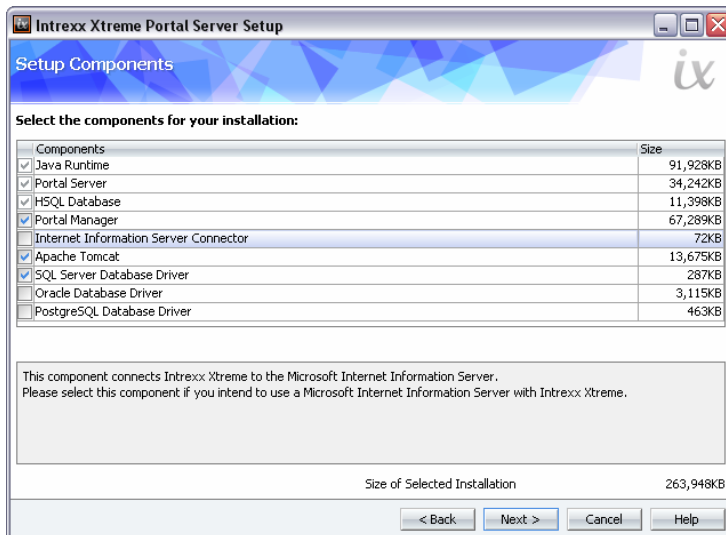 Intrexx Xtreme Portal Server Setup
Setup Components
ix
Select the components for your installation:
Components Size
Java Runtime 91,928KB
Portal Server 34,242KB
HSQL Database 11,398KB
Portal Manager 67,289KB
Internet Information Server Connector 72KB
Apache Tomcat 13,675KB
SQL Server Database Driver 287KB
Oracle Database Driver 3,115KB
PostgreSQL Database Driver 463KB
This component connects Intrexx Xtreme to the Microsoft Internet Information Server.
Please select this component if you intend to use a Microsoft Internet Information Server with Intrexx Xtreme.
Size of Selected Installation 263,948KB
< Back Next > Cancel Help